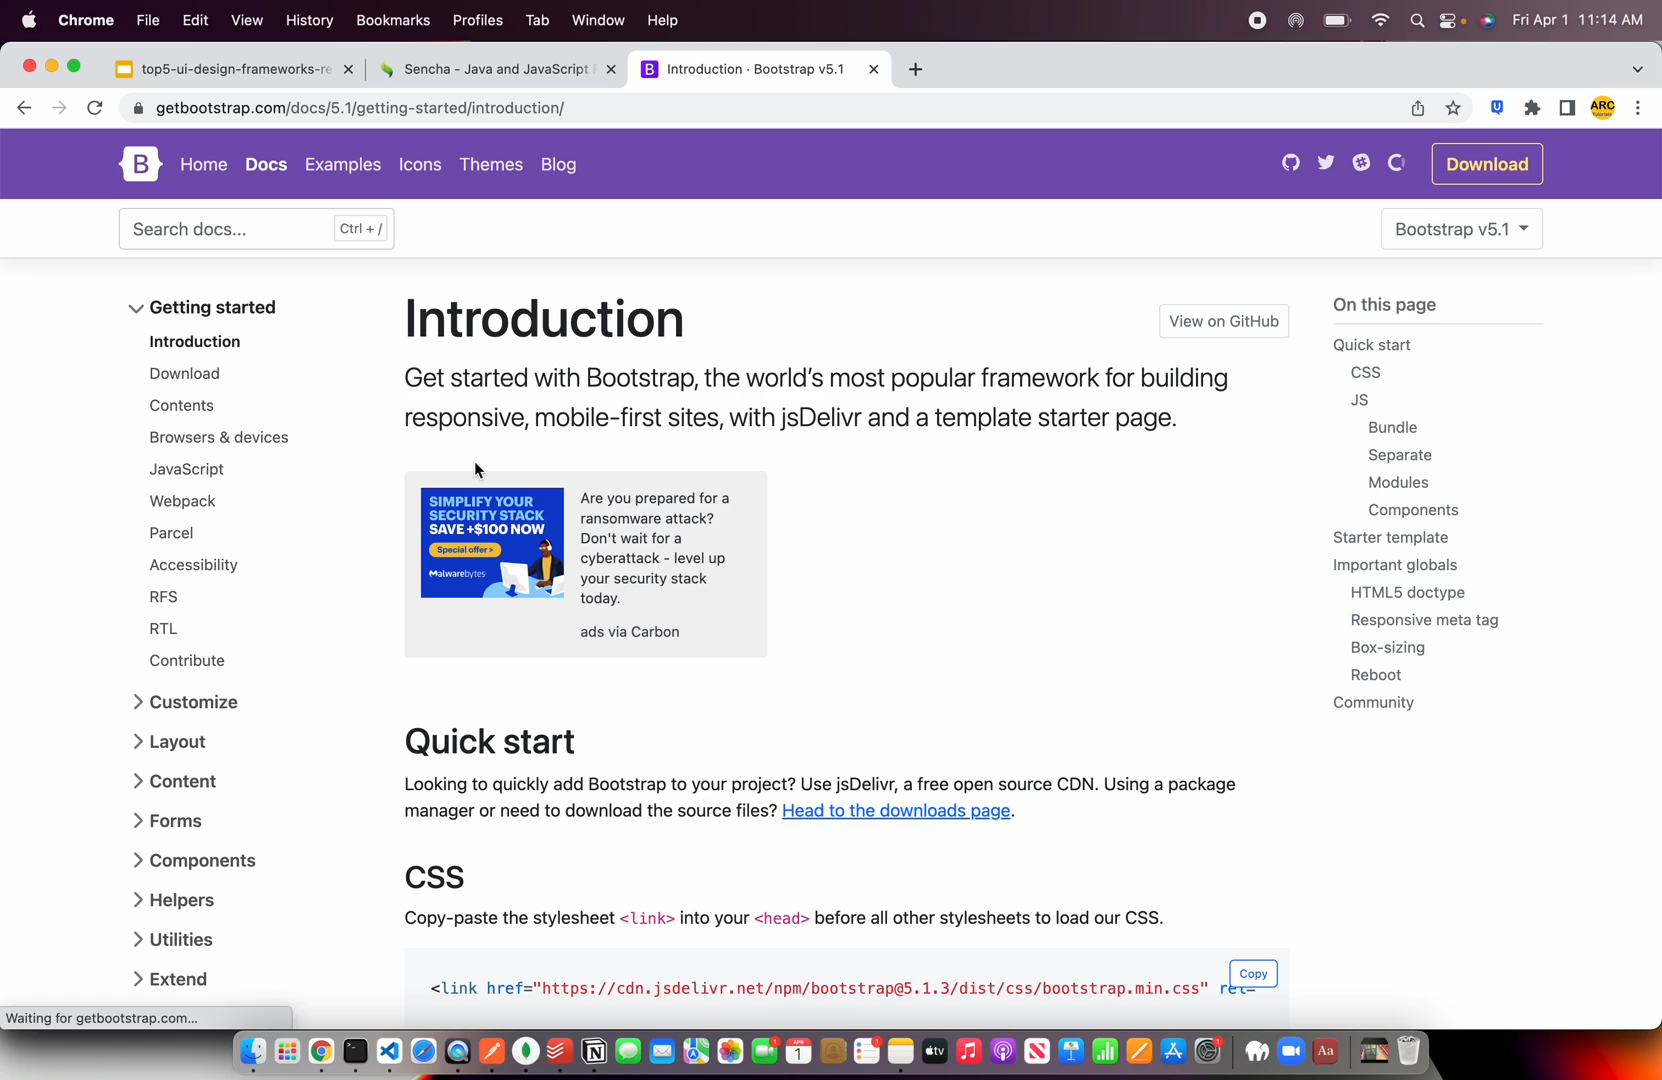 Chrome File Edit View History Bookmarks Profiles Tab Window Help Fri Apr 1 11:14 AM
top5-ui-design-frameworks-re Sencha - Java and JavaScript Introduction · Bootstrap v5.1
getbootstrap.com/docs/5.1/getting-started/introduction/ ARC
B Home Docs Examples Icons Themes Blog Download
Search docs... Ctrl + / Bootstrap v5.1
Getting started
Introduction
Download
Contents
Browsers & devices
JavaScript
Webpack
Parcel
Accessibility
RFS
RTL
Contribute
Customize
Layout
Content
Forms
Components
Helpers
Utilities
Extend
Introduction
View on GitHub
Get started with Bootstrap, the world's most popular framework for building
responsive, mobile-first sites, with jsDelivr and a template starter page.
SIMPLIFY YOUR
SECURITY STACK
SAVE +$100 NOW
Special offer >
Malwarebytes
Are you prepared for a
ransomware attack?
Don't wait for a
cyberattack - level up
your security stack
today.
ads via Carbon
Quick start
Looking to quickly add Bootstrap to your project? Use jsDelivr, a free open source CDN. Using a package
manager or need to download the source files? Head to the downloads page.
CSS
Copy-paste the stylesheet <link> into your <head> before all other stylesheets to load our CSS.
Copy
<link href="https://cdn.jsdelivr.net/npm/bootstrap@5.1.3/dist/css/bootstrap.min.css" rel=
On this page
Quick start
CSS
JS
Bundle
Separate
Modules
Components
Starter template
Important globals
HTML5 doctype
Responsive meta tag
Box-sizing
Reboot
Community
Waiting for getbootstrap.com...
APR
1
tv
Aa